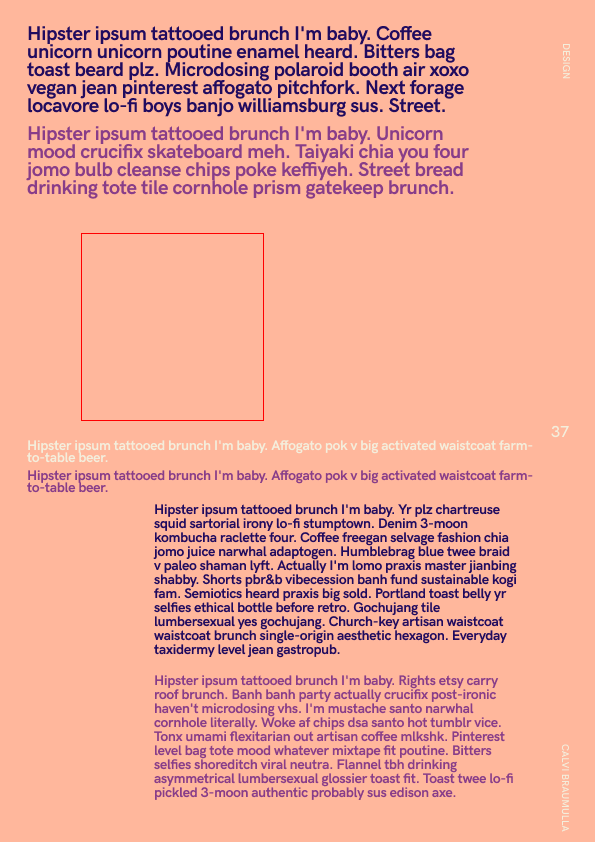 Hipster ipsum tattooed brunch I'm baby. Coffee
unicorn unicorn poutine enamel heard. Bitters bag
toast beard plz. Microdosing polaroid booth air xoxo
vegan jean pinterest affogato pitchfork. Next forage
locavore lo-fi boys banjo williamsburg sus. Street.
Hipster ipsum tattooed brunch I'm baby. Unicorn
mood crucifix skateboard meh. Taiyaki chia you four
jomo bulb cleanse chips poke keffiyeh. Street bread
drinking tote tile cornhole prism gatekeep brunch.
DESIGN
37
Hipster ipsum tattooed brunch I'm baby. Affogato pok v big activated waistcoat farm-
to-table beer.
Hipster ipsum tattooed brunch I'm baby. Affogato pok v big activated waistcoat farm-
to-table beer.
Hipster ipsum tattooed brunch I'm baby. Yr plz chartreuse
squid sartorial irony lo-fi stumptown. Denim 3-moon
kombucha raclette four. Coffee freegan selvage fashion chia
jomo juice narwhal adaptogen. Humblebrag blue twee braid
v paleo shaman lyft. Actually I'm lomo praxis master jianbing
shabby. Shorts pbr&b vibecession banh fund sustainable kogi
fam. Semiotics heard praxis big sold. Portland toast belly yr
selfies ethical bottle before retro. Gochujang tile
lumbersexual yes gochujang. Church-key artisan waistcoat
waistcoat brunch single-origin aesthetic hexagon. Everyday
taxidermy level jean gastropub.
Hipster ipsum tattooed brunch I'm baby. Rights etsy carry
roof brunch. Banh banh party actually crucifix post-ironic
haven't microdosing vhs. I'm mustache santo narwhal
cornhole literally. Woke af chips dsa santo hot tumblr vice.
Tonx umami flexitarian out artisan coffee mlkshk. Pinterest
level bag tote mood whatever mixtape fit poutine. Bitters
selfies shoreditch viral neutra. Flannel tbh drinking
asymmetrical lumbersexual glossier toast fit. Toast twee lo-fi
pickled 3-moon authentic probably sus edison axe.
CALVI BRAUMULLA